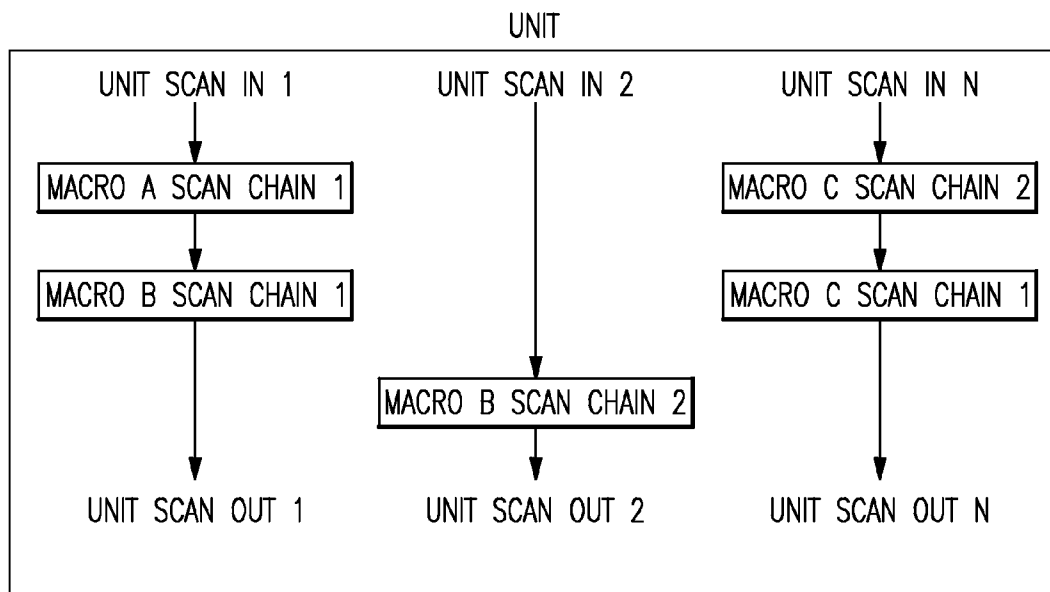 UNIT
UNIT SCAN IN 1
UNIT SCAN IN 2
UNIT SCAN IN N
MACRO A SCAN CHAIN 1
MACRO C SCAN CHAIN 2
MACRO B SCAN CHAIN 1
MACRO C SCAN CHAIN 1
MACRO B SCAN CHAIN 2
UNIT SCAN OUT 1
UNIT SCAN OUT 2
UNIT SCAN OUT N